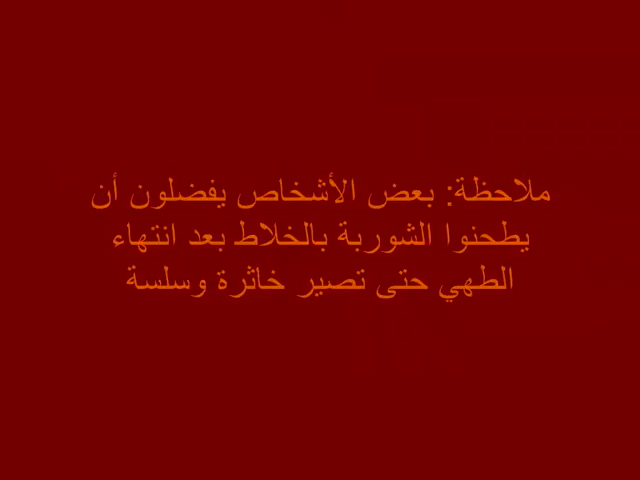 ملاحظة: بعض الأشخاص يفضلون أن
يطحنوا الشوربة بالخلاط بعد انتهاء
الطهي حتى تصير خاثرة وسلسة